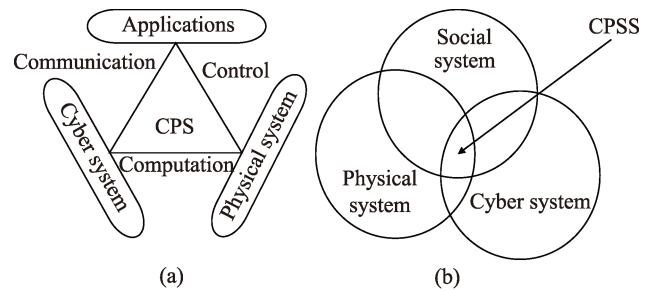 Applications
Communication
Control
CPS
Computation
Cyber system
Physical system
(a)
CPSS
Social
system
Physical
system
Cyber system
(b)